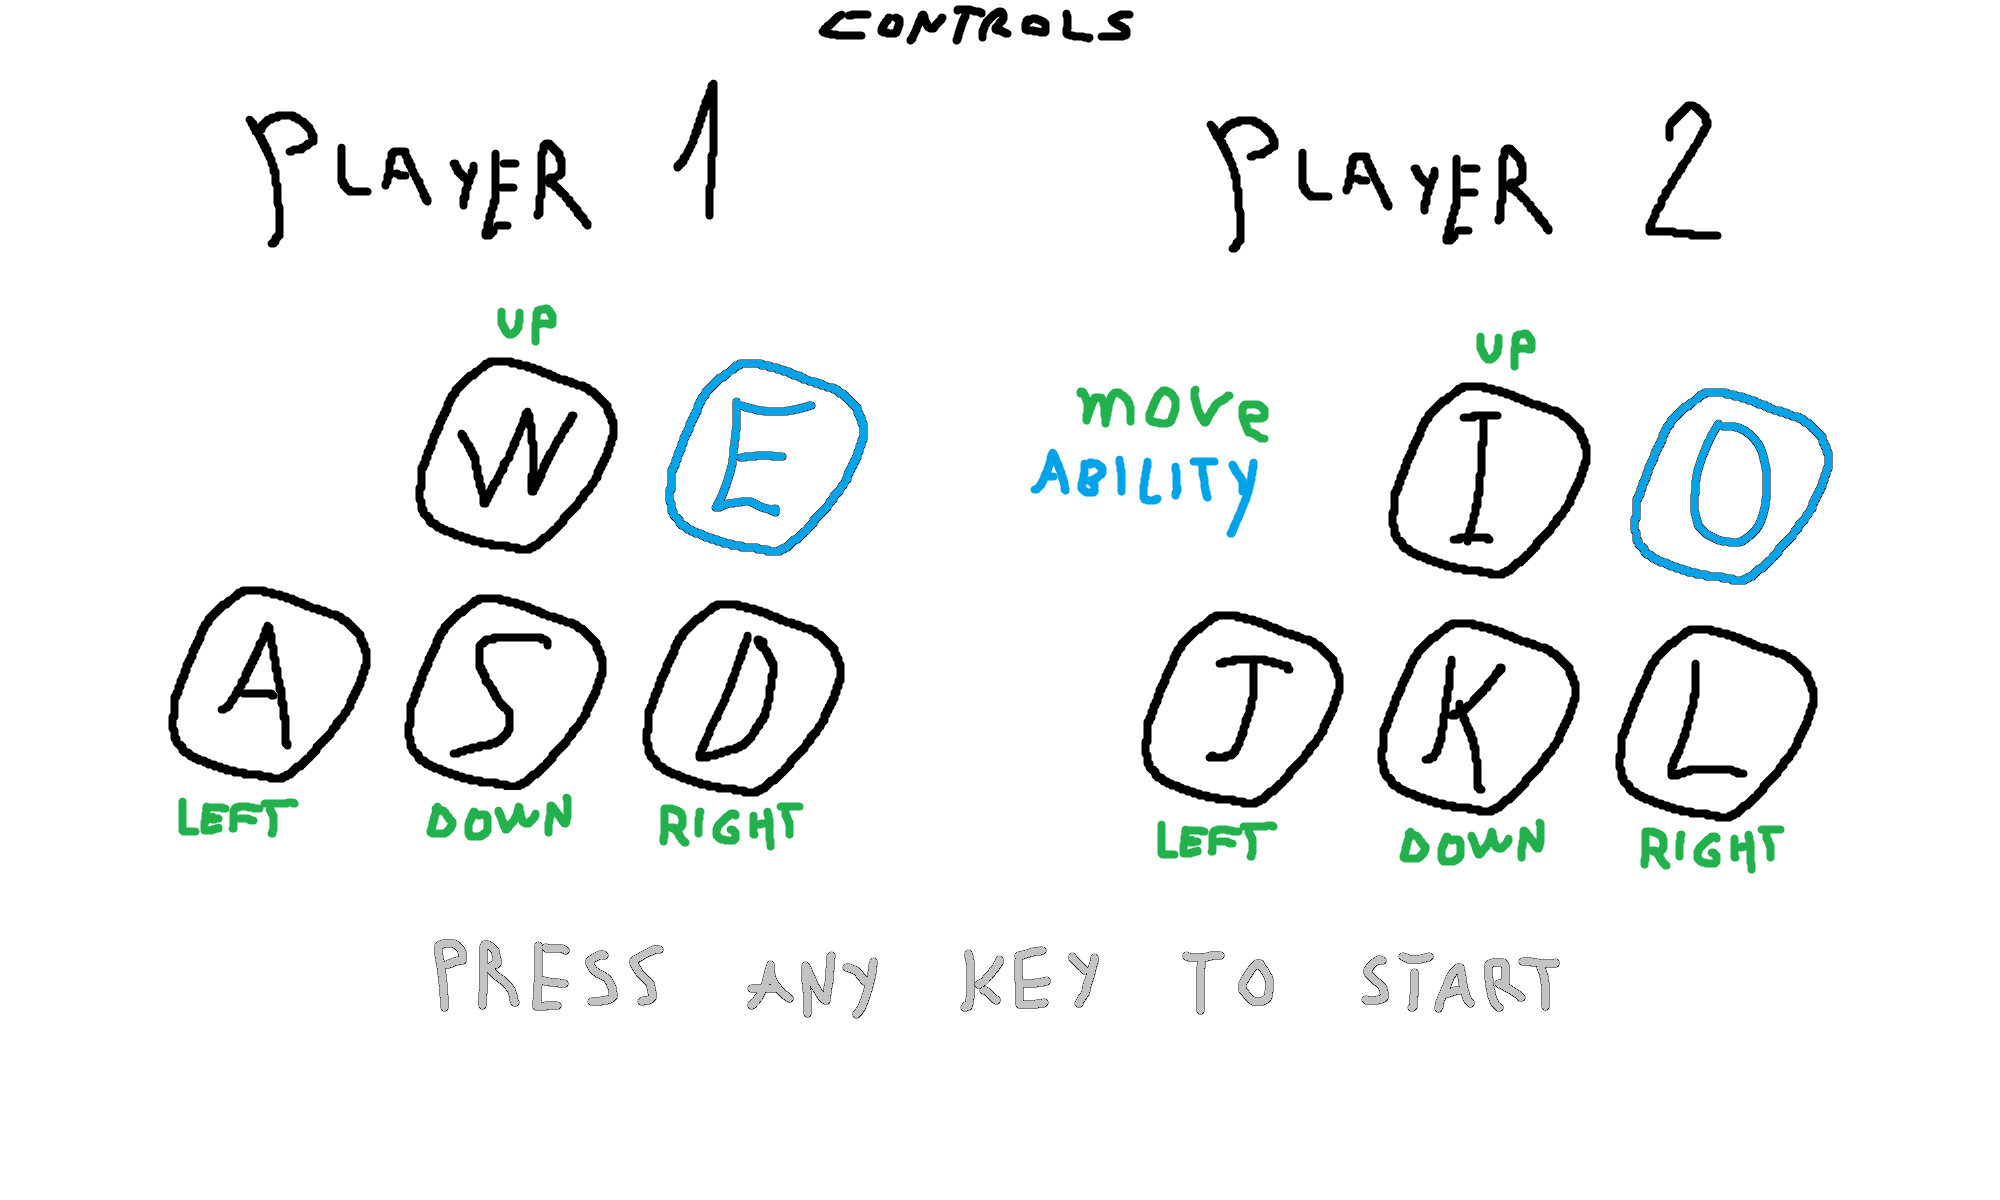 CONTROLS
PLAYER 1
PLAYER 2
UP
W
E
A
S
D
LEFT
DOWN
RIGHT
move
ABILITY
UP
I
O
J
K
L
LEFT
DOWN
RIGHT
PRESS ANY KEY TO START